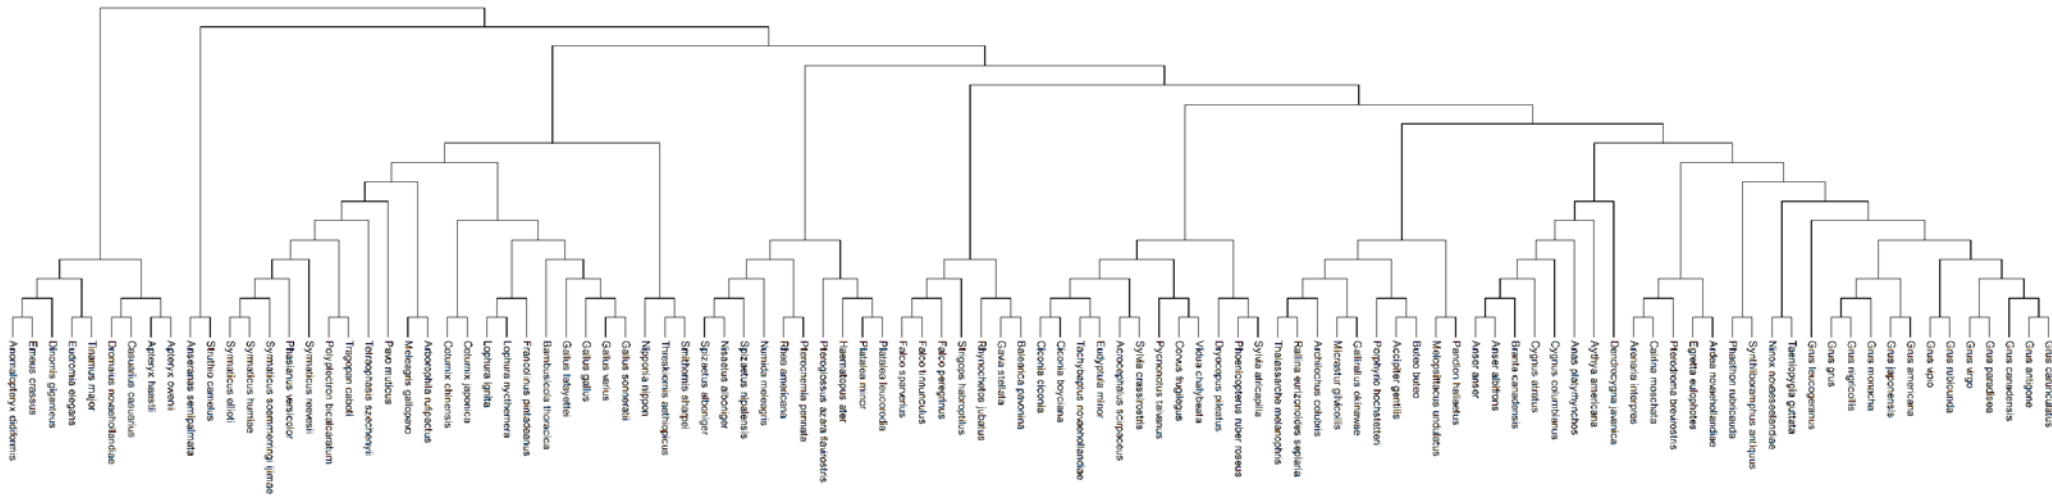 Anomalopteryx didiformis
Emeus crassus
Dinornis giganteus
Eudromia elegans
Tinamus major
Dromaius novaehollandiae
Casuarius casuarius
Apteryx haastii
Apteryx owenii
Anseranas semipalmata
Struthio camelus
Syrmaticus ellioti
Syrmaticus humiae
Syrmaticus soemmerringi ijimae
Phasianus versicolor
Syrmaticus reevesii
Polyplectron bicalcaratum
Tragopan caboti
Tetraophasis szechenyii
Pavo muticus
Meleagris gallopavo
Arborophila rufipectus
Coturnix chinensis
Coturnix japonica
Lophura ignita
Lophura nycthemera
Francolinus pintadeanus
Bambusicola thoracica
Gallus lafayettei
Gallus gallus
Gallus varius
Gallus sonneratii
Nipponia nippon
Threskiornis aethiopicus
Smithornis sharpei
Spizaetus alboniger
Nisaetus alboniger
Spizaetus nipalensis
Numida meleagris
Rhea americana
Pterocnemia pennata
Pteroglossus azara flavirostris
Haematopus ater
Platalea minor
Platalea leucorodia
Falco sparverius
Falco tinnunculus
Falco peregrinus
Strigops habroptilus
Rhynochetos jubatus
Gavia stellata
Balearica pavonina
Ciconia ciconia
Ciconia boyciana
Tachybaptus novaehollandiae
Eudyptula minor
Acrocephalus scirpaceus
Sylvia crassirostris
Pycnonotus taivanus
Corvus frugilegus
Vidua chalybeata
Dryocopus pileatus
Phoenicopterus ruber roseus
Sylvia atricapilla
Thalassarche melanophris
Rallina eurizonoides sepiaria
Archilochus colubris
Micrastur gilvicollis
Gallirallus okinawae
Porphyrio hochstetteri
Accipiter gentilis
Buteo buteo
Melopsittacus undulatus
Pandion haliaetus
Anser anser
Anser albifrons
Branta canadensis
Cygnus atratus
Cygnus columbianus
Anas platyrhynchos
Aythya americana
Dendrocygna javanica
Arenaria interpres
Cairina moschata
Pteredroma brevirostris
Egretta eulophotes
Ardea novaehollandiae
Phaethon rubricauda
Synthliboramphus antiquus
Ninox novaeseelandiae
Taeniopygia guttata
Grus leucogeranus
Grus grus
Grus nigricollis
Grus monacha
Grus japonensis
Grus americana
Grus vipio
Grus rubicunda
Grus virgo
Grus paradisea
Grus canadensis
Grus antigone
Grus carunculatus